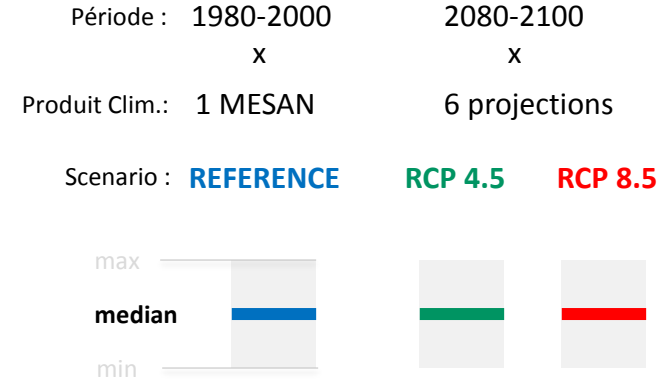 Période : 1980-2000 2080-2100
x x
Produit Clim.: 1 MESAN 6 projections
Scenario : REFERENCE RCP 4.5 RCP 8.5
max
median
min